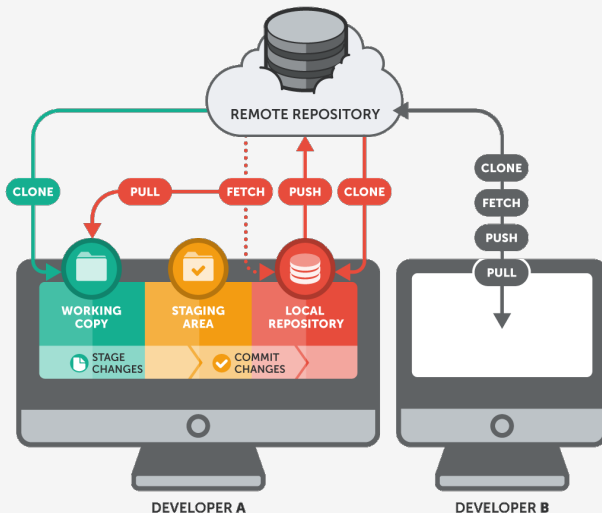 REMOTE REPOSITORY
CLONE
PULL
FETCH
PUSH
CLONE
CLONE
FETCH
PUSH
PULL
WORKING
COPY
STAGING
AREA
LOCAL
REPOSITORY
STAGE
CHANGES
COMMIT
CHANGES
DEVELOPER A
DEVELOPER B